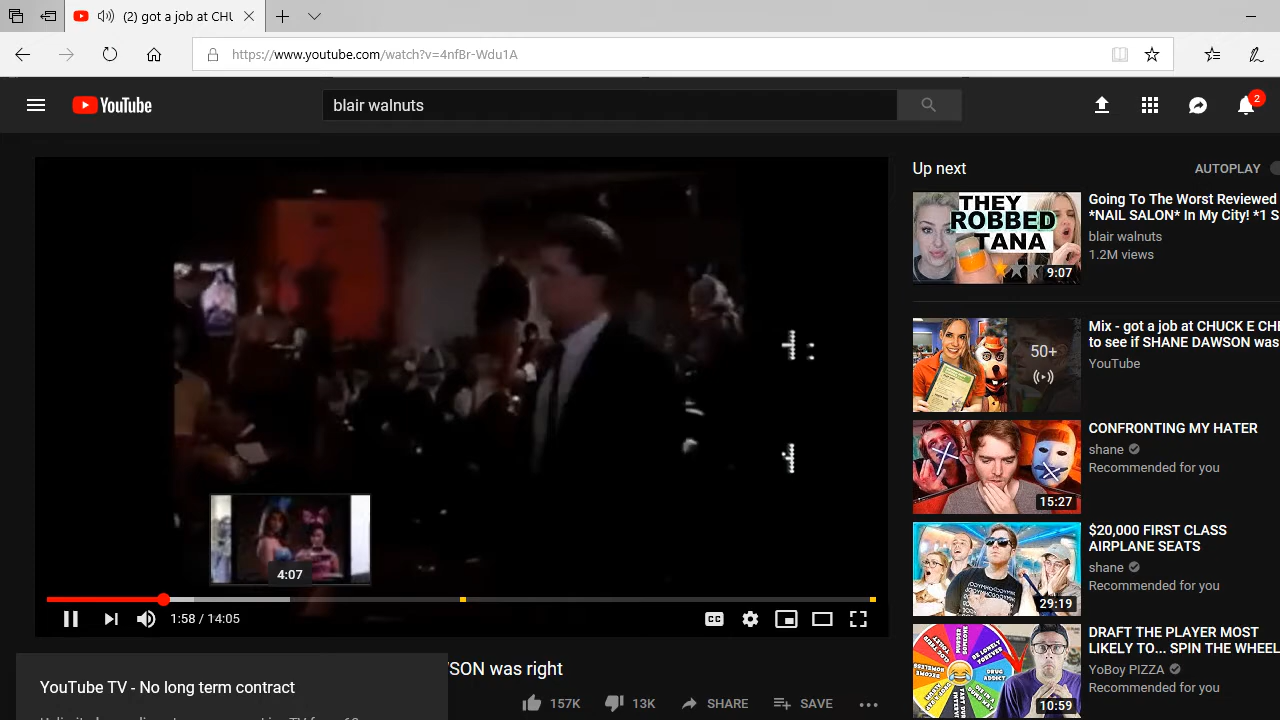 (2) got a job at CHU
https://www.youtube.com/watch?v=4nfBr-Wdu1A
YouTube
blair walnuts
2
Up next
AUTOPLAY
THEY
ROBBED
TANA
9:07
Going To The Worst Reviewed
*NAIL SALON* In My City! *1 S
blair walnuts
1.2M views
50+
Mix - got a job at CHUCK E CHE
to see if SHANE DAWSON was
YouTube
15:27
CONFRONTING MY HATER
shane
Recommended for you
29:19
$20,000 FIRST CLASS
AIRPLANE SEATS
shane
Recommended for you
10:59
DRAFT THE PLAYER MOST
LIKELY TO... SPIN THE WHEEL
YoBoy PIZZA
Recommended for you
4:07
1:58 / 14:05
CC
SON was right
YouTube TV - No long term contract
157K
13K
SHARE
SAVE